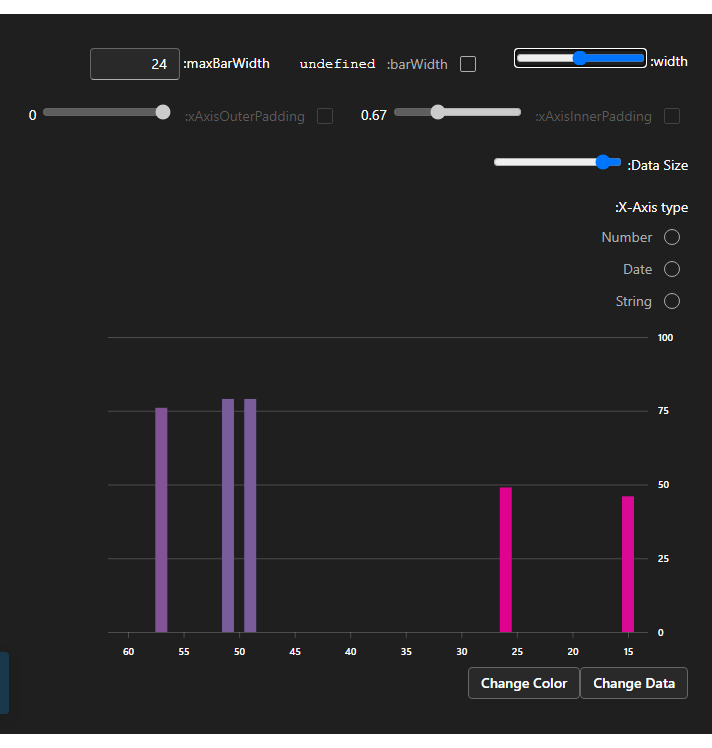 :width
:barWidth undefined
:maxBarWidth 24
:xAxisInnerPadding 0.67
:xAxisOuterPadding 0
:Data Size
:X-Axis type
Number
Date
String
100
75
50
25
0
60 55 50 45 40 35 30 25 20 15
Change Color Change Data